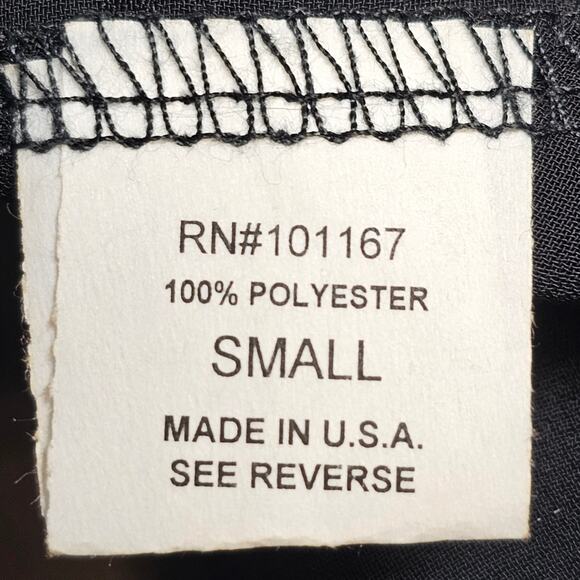 RN#101167
100% POLYESTER
SMALL
MADE IN U.S.A.
SEE REVERSE